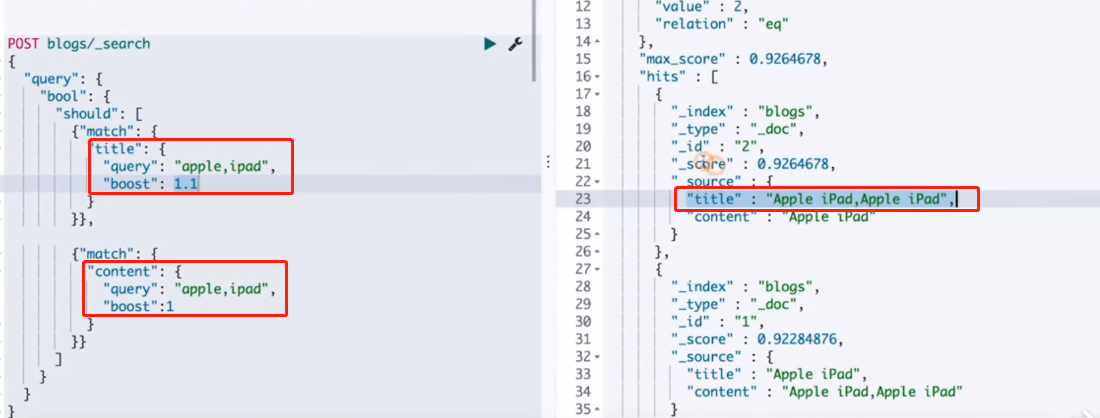 POST blogs/_search
{
"query": {
"bool": {
"should": [
{"match": {
"title": {
"query": "apple,ipad",
"boost": 1.1
}
}},
{"match": {
"content": {
"query": "apple,ipad",
"boost":1
}
}}
]
}
}
}
12 "value" : 2,
13 "relation" : "eq"
14 },
15 "max_score" : 0.9264678,
16 "hits" : [
17 {
18 "_index" : "blogs",
19 "_type" : "_doc",
20 "_id" : "2",
21 "_score" : 0.9264678,
22 "_source" : {
23 "title" : "Apple iPad,Apple iPad",
24 "content" : "Apple iPad"
25 }
26 },
27 {
28 "_index" : "blogs",
29 "_type" : "_doc",
30 "_id" : "1",
31 "_score" : 0.92284876,
32 "_source" : {
33 "title" : "Apple iPad",
34 "content" : "Apple iPad,Apple iPad"
35 }